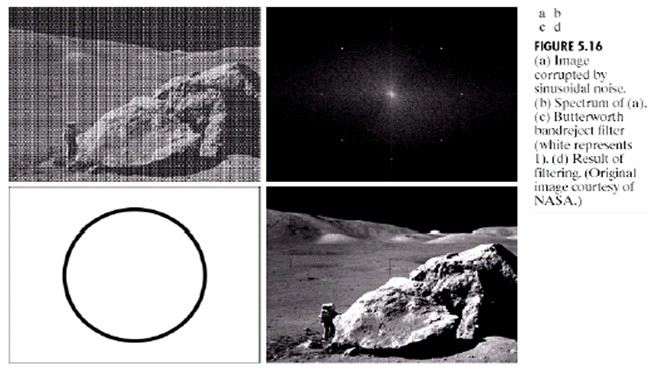 a b
c d
FIGURE 5.16
(a) Image
corrupted by
sinusoidal noise.
(b) Spectrum of (a).
(c) Butterworth
bandreject filter
(white represents
1). (d) Result of
filtering. (Original
image courtesy of
NASA.)